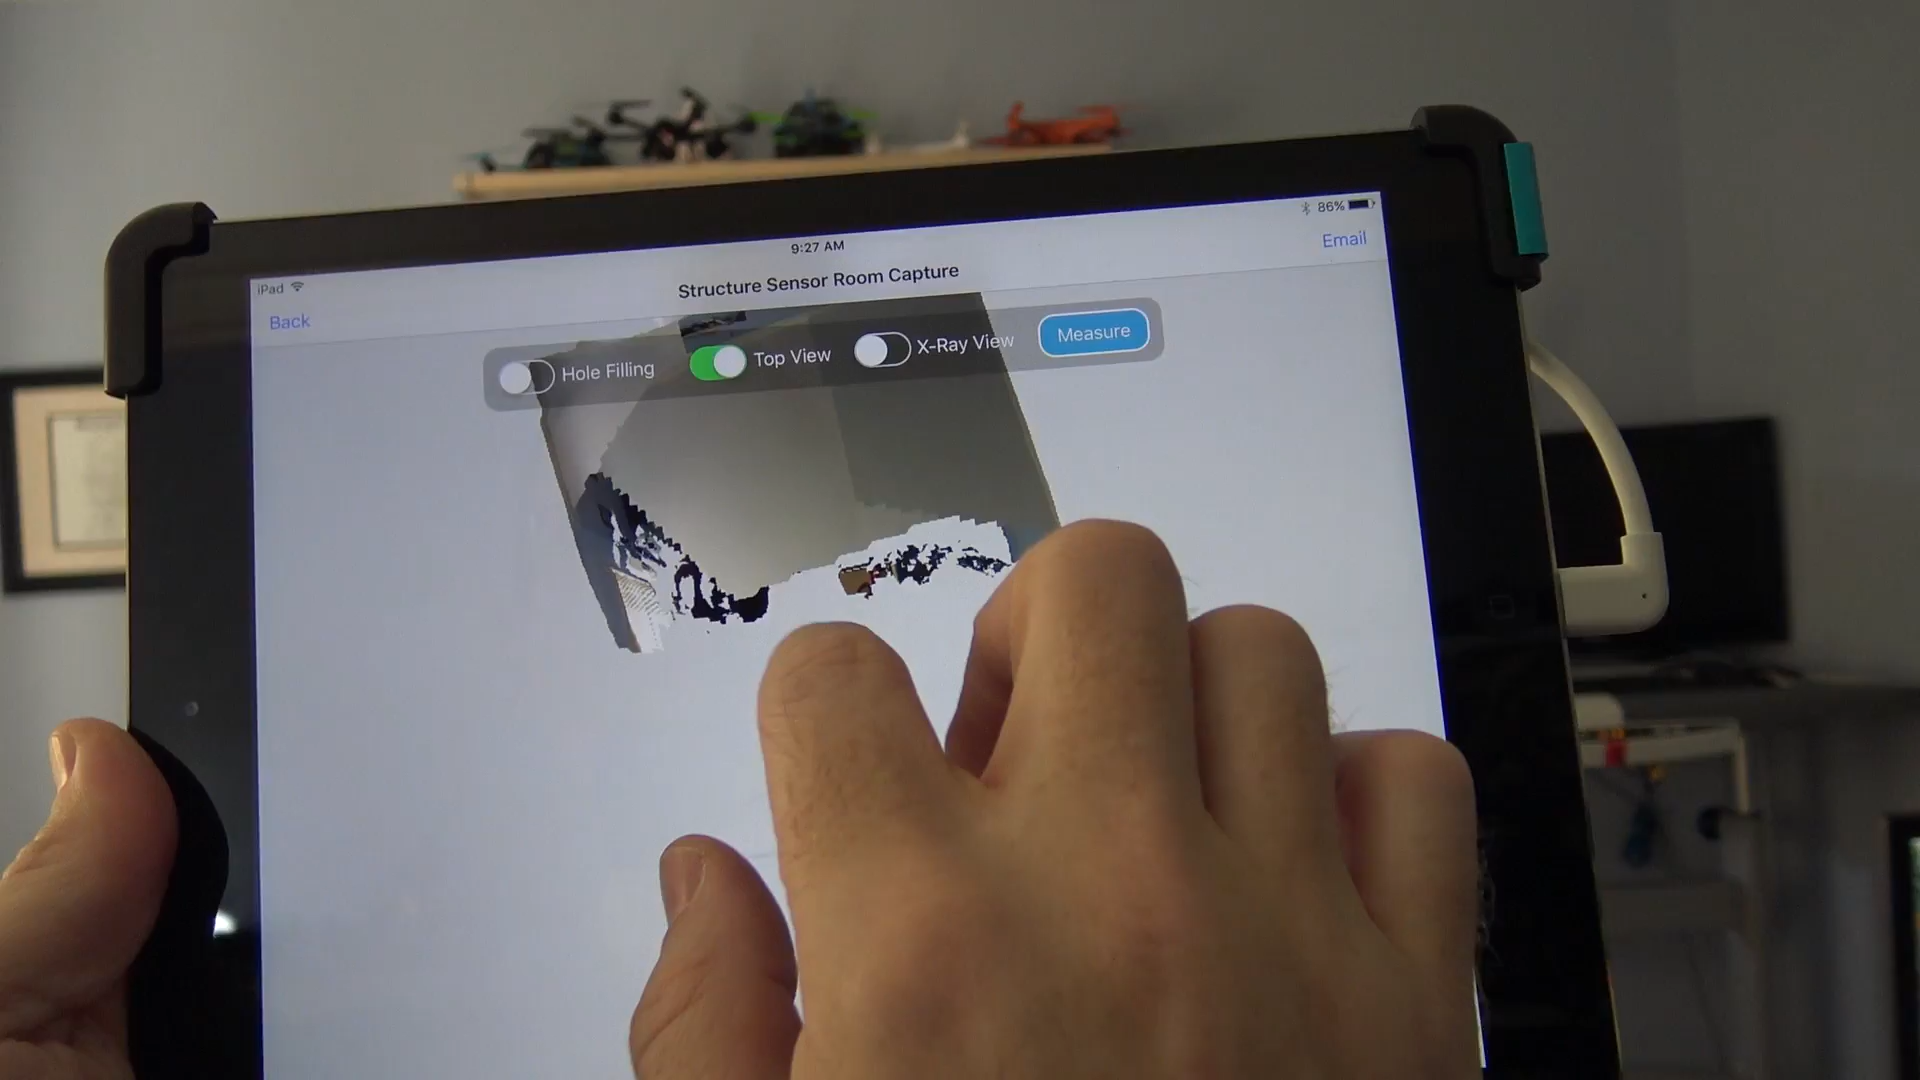 9:27 AM
86%
iPad
Structure Sensor Room Capture
Email
Back
Hole Filling
Top View
X-Ray View
Measure